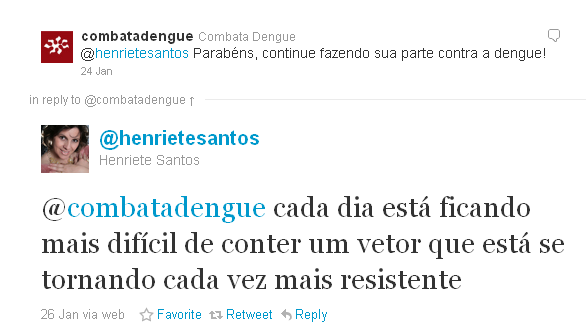 combatadengue Combata Dengue
@henrietesantos Parabéns, continue fazendo sua parte contra a dengue!
24 Jan
in reply to @combatadengue ↑
@henrietesantos
Henriete Santos
@combatadengue cada dia está ficando
mais difícil de conter um vetor que está se
tornando cada vez mais resistente
26 Jan via web Favorite Retweet Reply